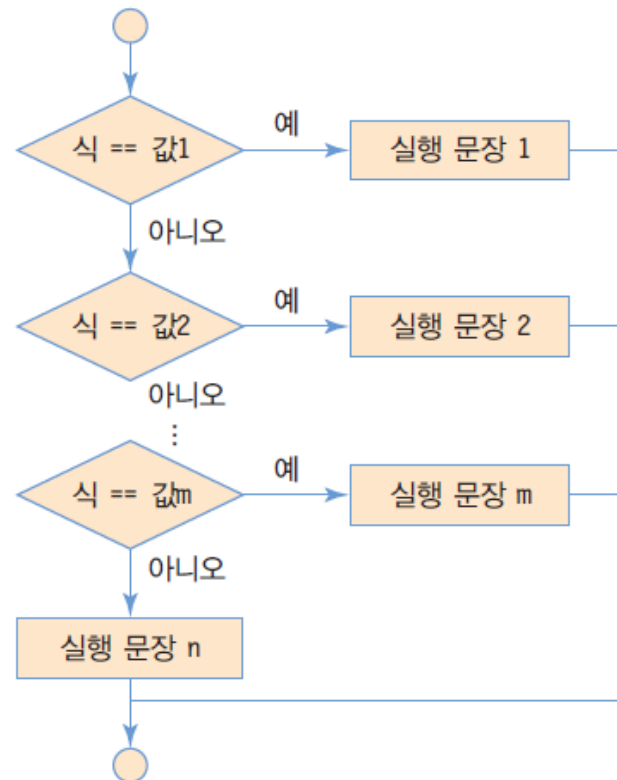 식 == 값1
예
실행 문장 1
아니오
식 == 값2
예
실행 문장 2
아니오
⋮
식 == 값m
예
실행 문장 m
아니오
실행 문장 n